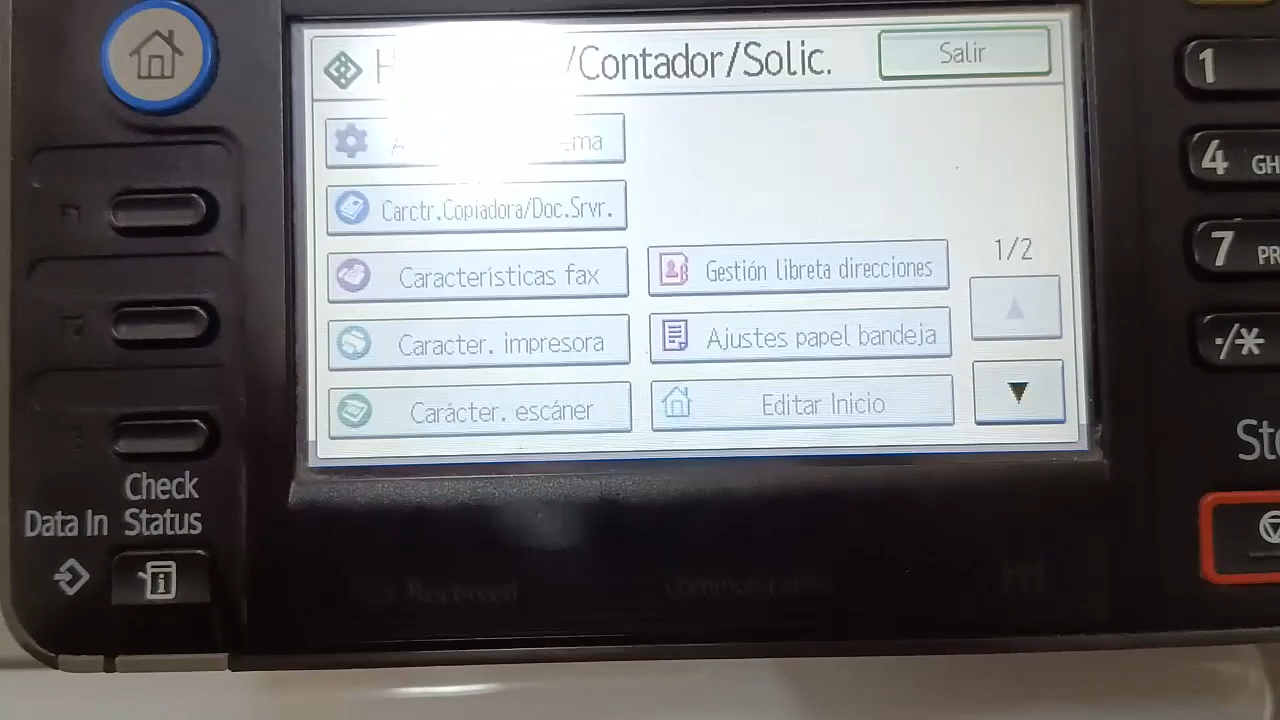 /Contador/Solic.
Salir
Carctr.Copiadora/Doc.Srvr.
Características fax
Caracter. impresora
Carácter. escáner
Gestión libreta direcciones
Ajustes papel bandeja
Editar Inicio
1/2
Check
Status
Data In
1
4 GH
7 PR
·/*
Received